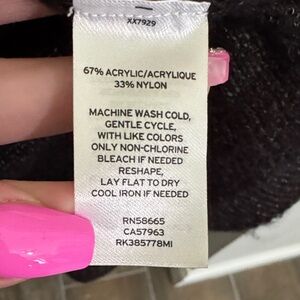 XX7929
67% ACRYLIC/ACRYLIQUE
33% NYLON
MACHINE WASH COLD,
GENTLE CYCLE,
WITH LIKE COLORS
ONLY NON-CHLORINE
BLEACH IF NEEDED
RESHAPE,
LAY FLAT TO DRY
COOL IRON IF NEEDED
RN58665
CA57963
RK385778MI